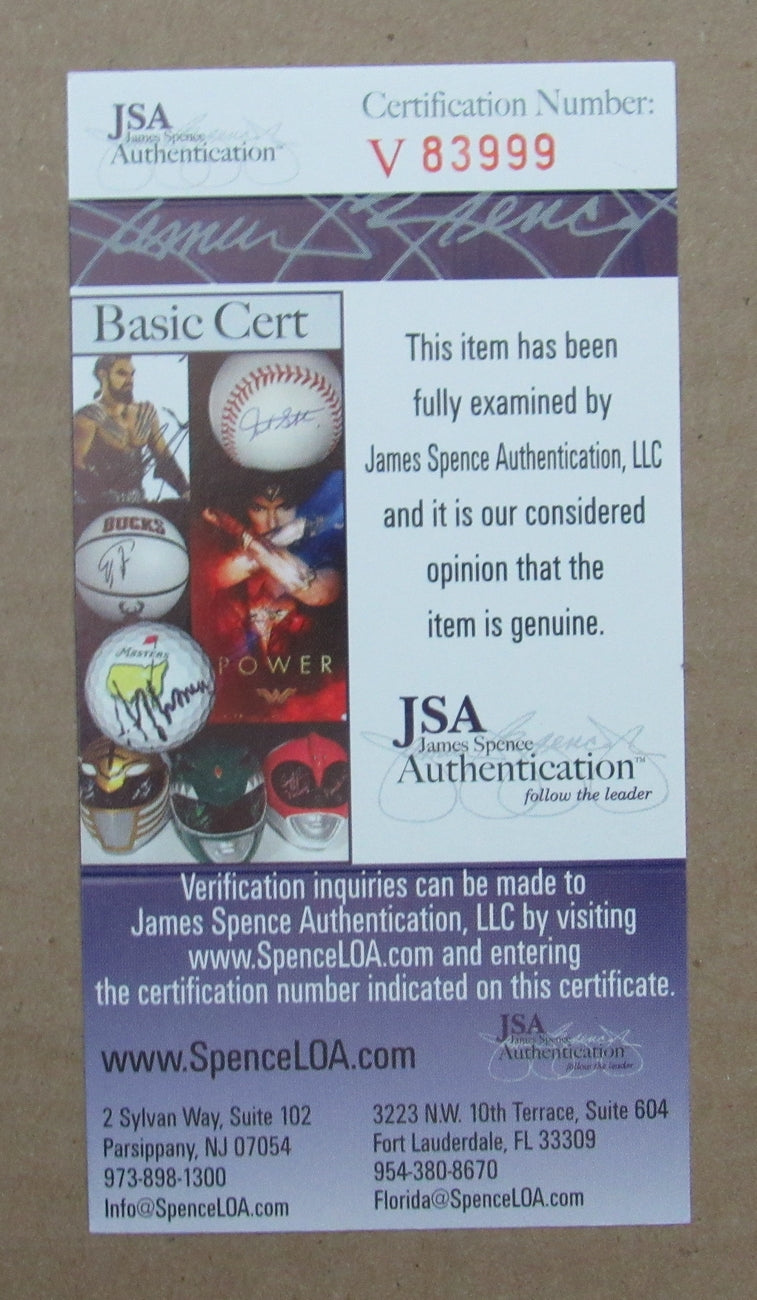 JSA
James Spence
Authentication™
Certification Number:
V 83999
James Spence
Basic Cert
This item has been
fully examined by
James Spence Authentication, LLC
and it is our considered
opinion that the
item is genuine.
BUCKS
MASTERS
POWER
JSA
James Spence
Authentication™
follow the leader
Verification inquiries can be made to
James Spence Authentication, LLC by visiting
www.SpenceLOA.com and entering
the certification number indicated on this certificate.
www.SpenceLOA.com
JSA
James Spence
Authentication
follow the leader
2 Sylvan Way, Suite 102
Parsippany, NJ 07054
973-898-1300
Info@SpenceLOA.com
3223 N.W. 10th Terrace, Suite 604
Fort Lauderdale, FL 33309
954-380-8670
Florida@SpenceLOA.com